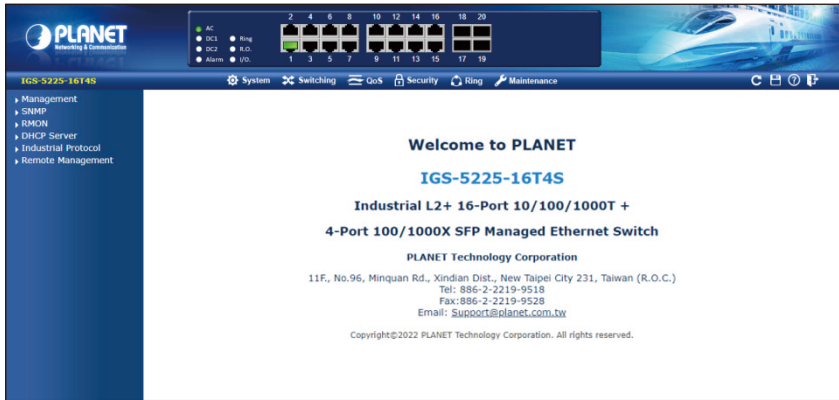 PLANET
Networking & Communication
AC
DC1 Ring
DC2 R.O.
Alarm I/O.
2 4 6 8 10 12 14 16 18 20
1 3 5 7 9 11 13 15 17 19
IGS-5225-16T4S
System Switching QoS Security Ring Maintenance
Management
SNMP
RMON
DHCP Server
Industrial Protocol
Remote Management
Welcome to PLANET
IGS-5225-16T4S
Industrial L2+ 16-Port 10/100/1000T +
4-Port 100/1000X SFP Managed Ethernet Switch
PLANET Technology Corporation
11F., No.96, Minquan Rd., Xindian Dist., New Taipei City 231, Taiwan (R.O.C.)
Tel: 886-2-2219-9518
Fax:886-2-2219-9528
Email: Support@planet.com.tw
Copyright©2022 PLANET Technology Corporation. All rights reserved.